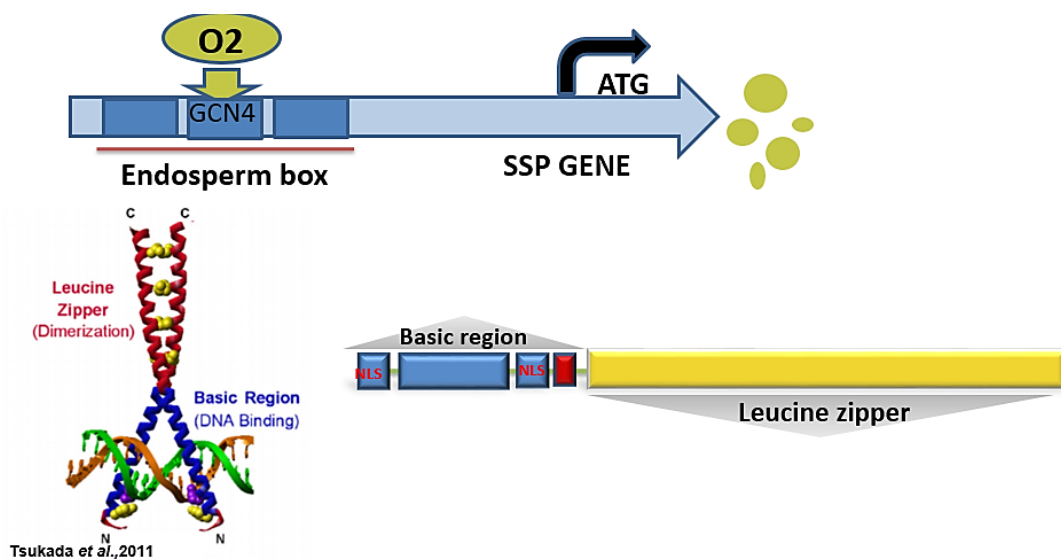 O2
GCN4
ATG
Endosperm box
SSP GENE
C C
Leucine
Zipper
(Dimerization)
Basic Region
(DNA Binding)
N N
Tsukada et al.,2011
Basic region
NLS NLS
Leucine zipper